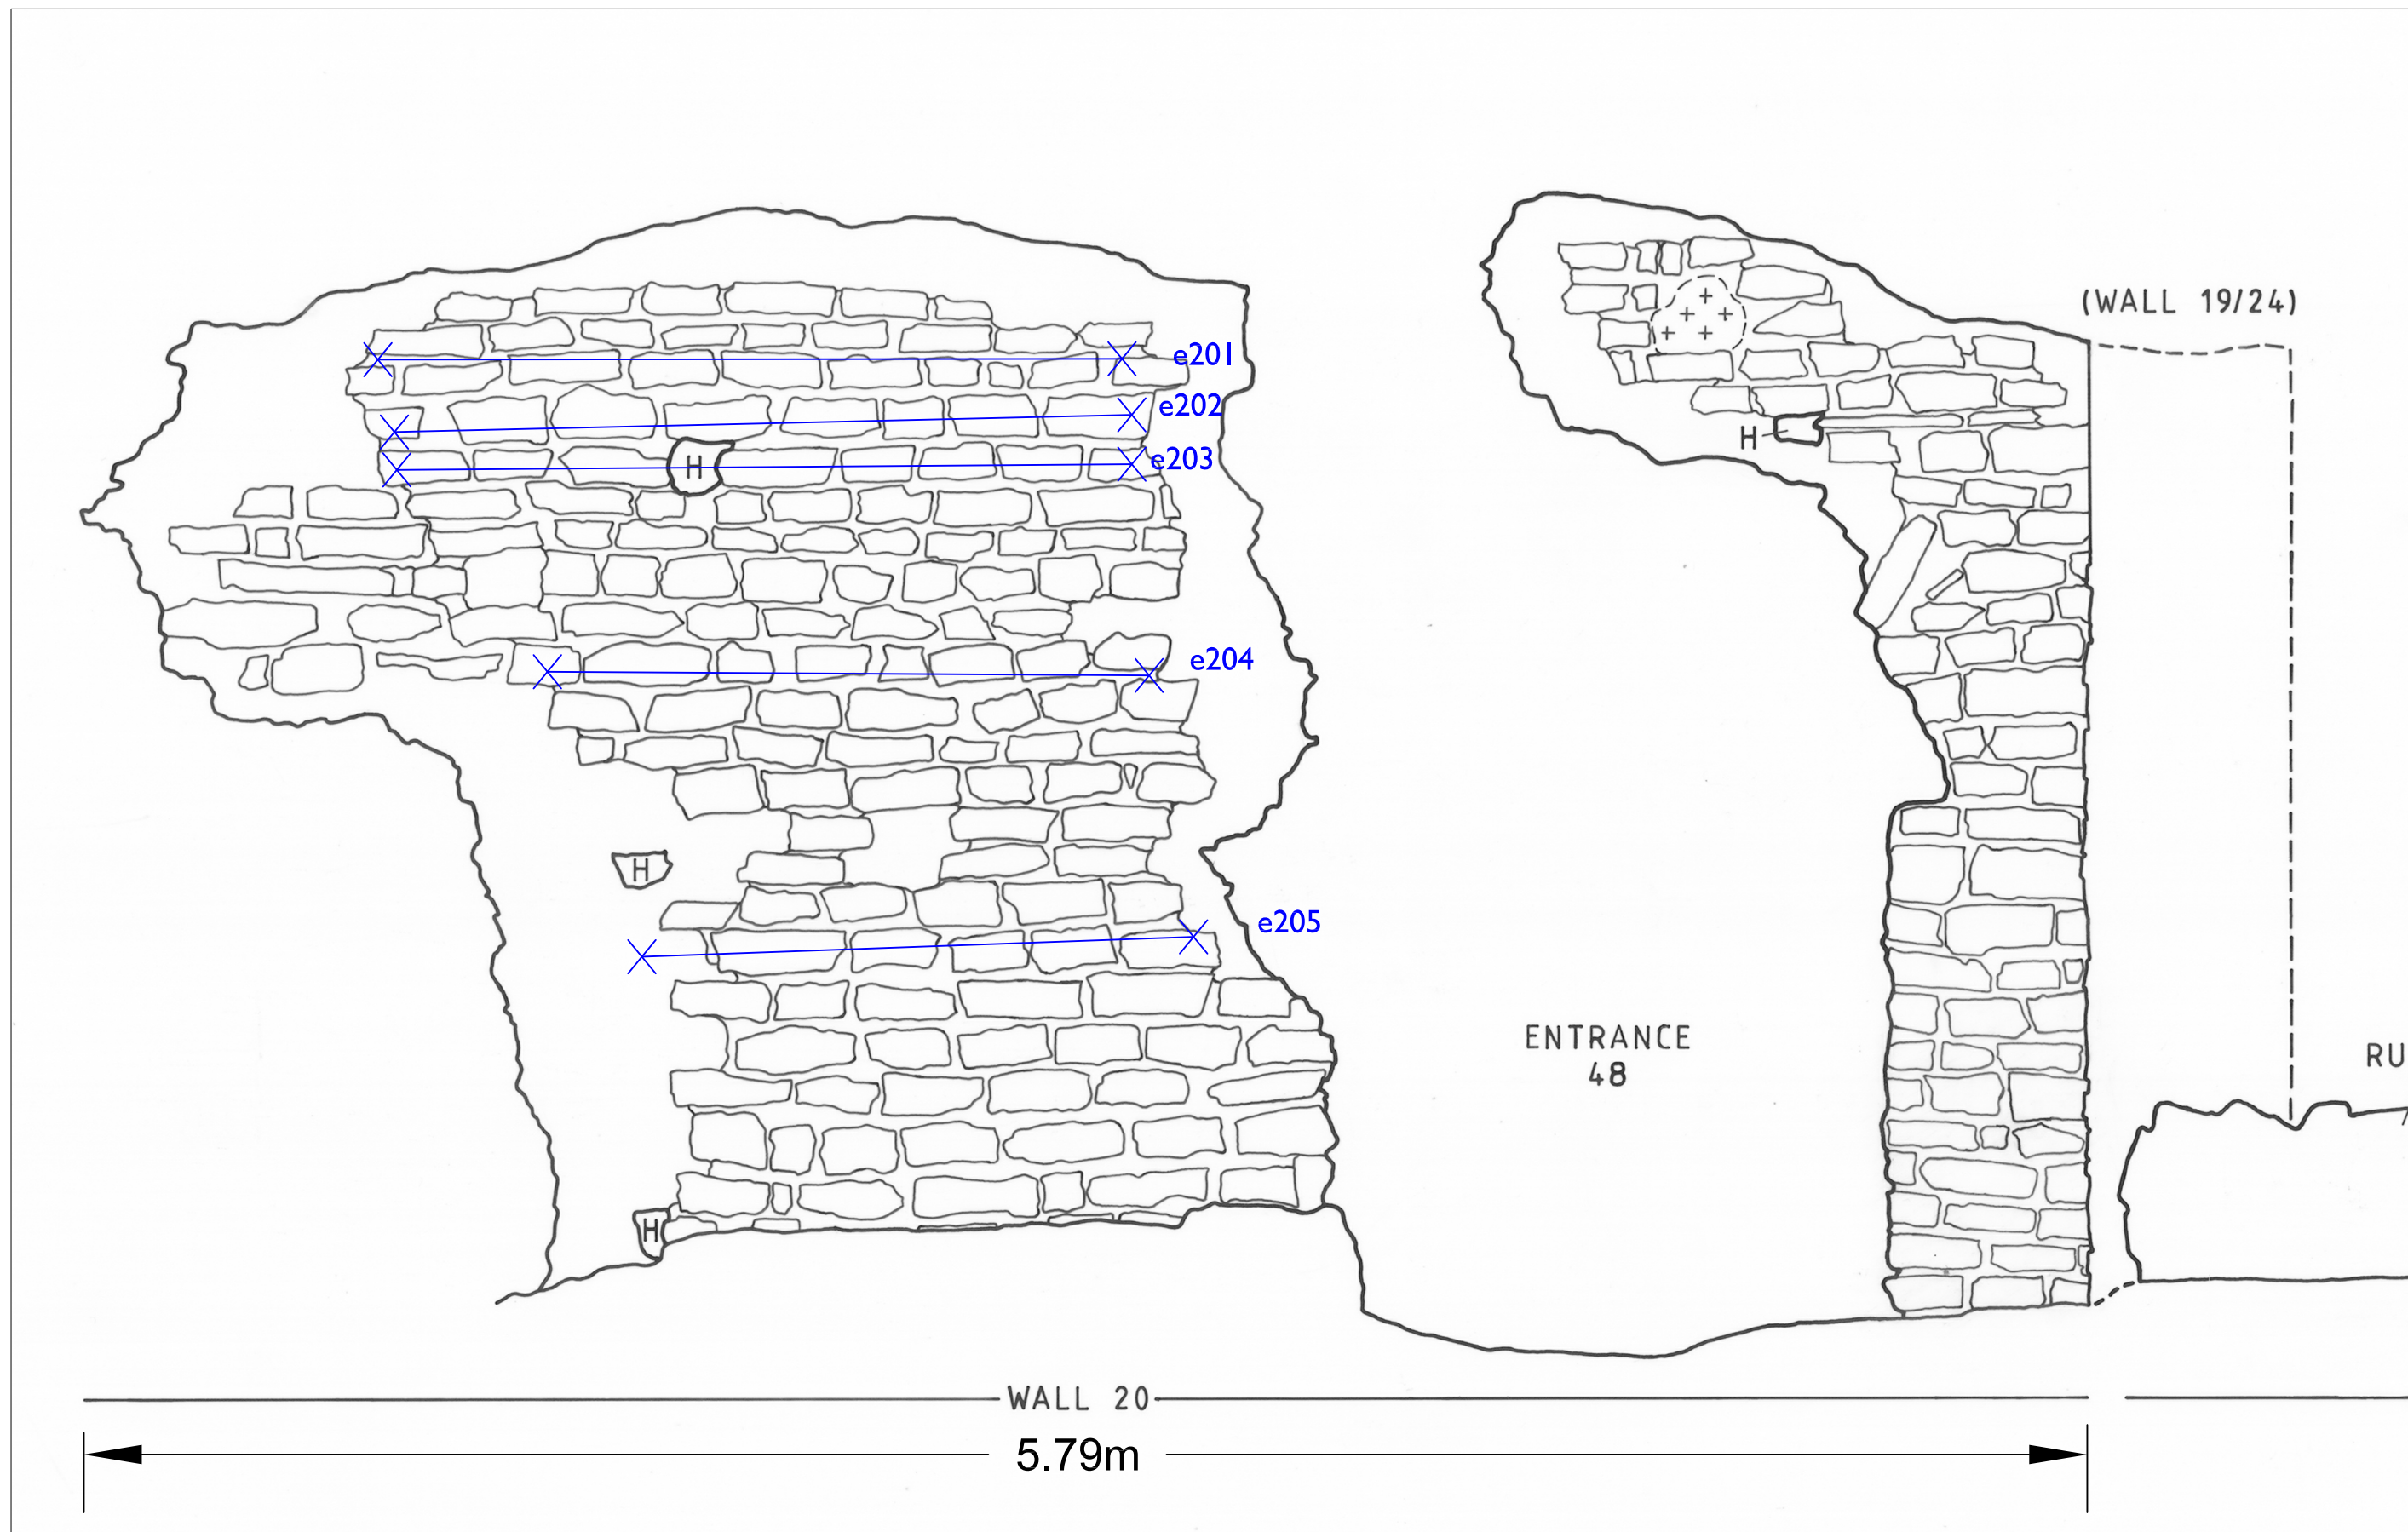 (WALL 19/24)
e201
e202
H
e203
H
e204
H
e205
ENTRANCE
48
RU
H
WALL 20
5.79m